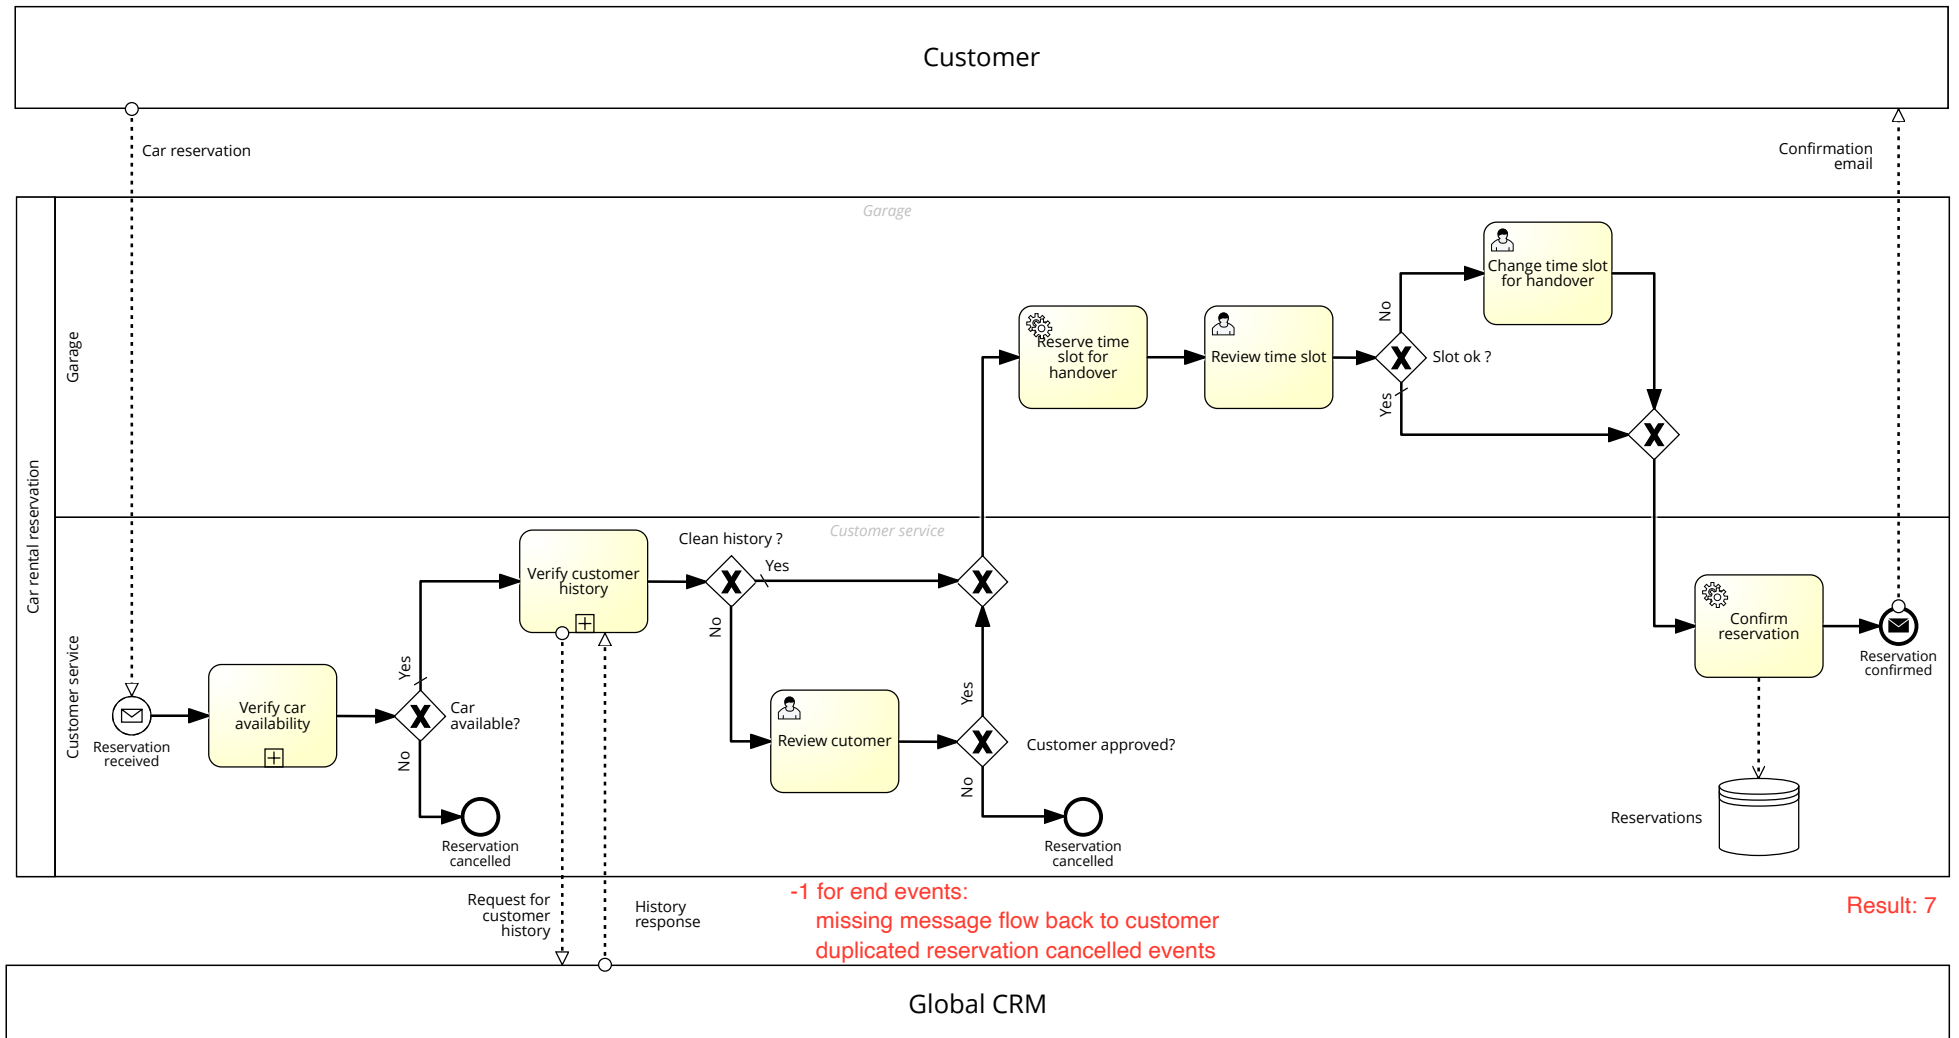 Customer
Car reservation
Confirmation
email
Car rental reservation
Garage
Garage
Change time slot
for handover
No
Reserve time
slot for
handover
Review time slot
Slot ok ?
Yes
Customer service
Customer service
Clean history ?
Verify customer
history
Yes
No
Confirm
reservation
Reservation
confirmed
Yes
Verify car
availability
Car
available?
Reservation
received
No
Review cutomer
Yes
Customer approved?
No
Reservation
cancelled
Reservation
cancelled
Reservations
Request for
customer
history
History
response
-1 for end events:
missing message flow back to customer
duplicated reservation cancelled events
Result: 7
Global CRM